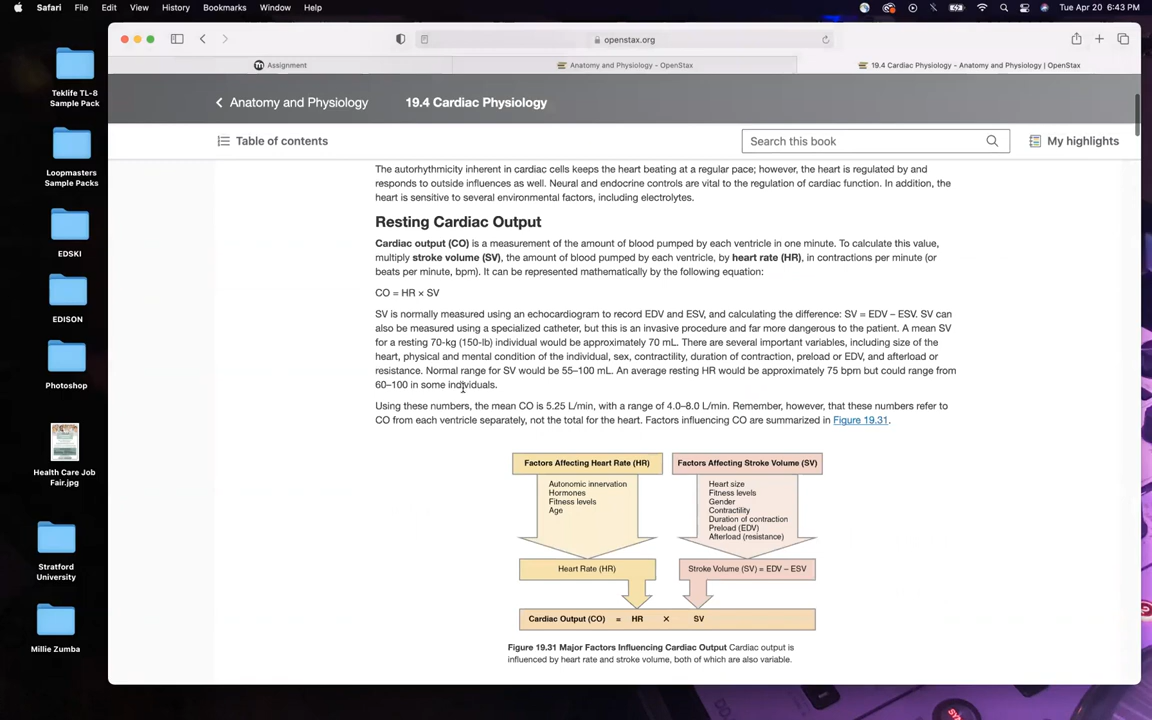 Safari File Edit View History Bookmarks Window Help Tue Apr 20 6:43 PM
openstax.org
Assignment Anatomy and Physiology - OpenStax 19.4 Cardiac Physiology - Anatomy and Physiology | OpenStax
Anatomy and Physiology 19.4 Cardiac Physiology
Table of contents Search this book My highlights
The autorhythmicity inherent in cardiac cells keeps the heart beating at a regular pace; however, the heart is regulated by and
responds to outside influences as well. Neural and endocrine controls are vital to the regulation of cardiac function. In addition, the
heart is sensitive to several environmental factors, including electrolytes.
Resting Cardiac Output
Cardiac output (CO) is a measurement of the amount of blood pumped by each ventricle in one minute. To calculate this value,
multiply stroke volume (SV), the amount of blood pumped by each ventricle, by heart rate (HR), in contractions per minute (or
beats per minute, bpm). It can be represented mathematically by the following equation:
CO = HR × SV
SV is normally measured using an echocardiogram to record EDV and ESV, and calculating the difference: SV = EDV – ESV. SV can
also be measured using a specialized catheter, but this is an invasive procedure and far more dangerous to the patient. A mean SV
for a resting 70-kg (150-lb) individual would be approximately 70 mL. There are several important variables, including size of the
heart, physical and mental condition of the individual, sex, contractility, duration of contraction, preload or EDV, and afterload or
resistance. Normal range for SV would be 55–100 mL. An average resting HR would be approximately 75 bpm but could range from
60–100 in some individuals.
Using these numbers, the mean CO is 5.25 L/min, with a range of 4.0–8.0 L/min. Remember, however, that these numbers refer to
CO from each ventricle separately, not the total for the heart. Factors influencing CO are summarized in Figure 19.31.
Factors Affecting Heart Rate (HR)
Autonomic innervation
Hormones
Fitness levels
Age
Heart Rate (HR)
Factors Affecting Stroke Volume (SV)
Heart size
Fitness levels
Gender
Contractility
Duration of contraction
Preload (EDV)
Afterload (resistance)
Stroke Volume (SV) = EDV – ESV
Cardiac Output (CO) = HR × SV
Figure 19.31 Major Factors Influencing Cardiac Output Cardiac output is
influenced by heart rate and stroke volume, both of which are also variable.
Teklife TL-8
Sample Pack
Loopmasters
Sample Packs
EDSKI
EDISON
Photoshop
Health Care Job
Fair.jpg
Stratford
University
Millie Zumba